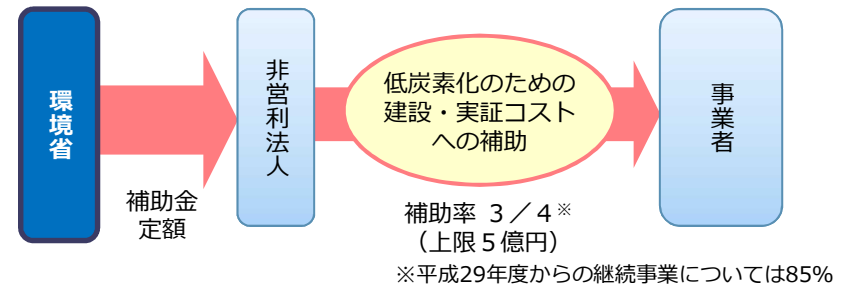 環境省
補助金
定額
非営利法人
低炭素化のための
建設・実証コスト
への補助
補助率 ３／４※
（上限５億円）
事業者
※平成29年度からの継続事業については85%